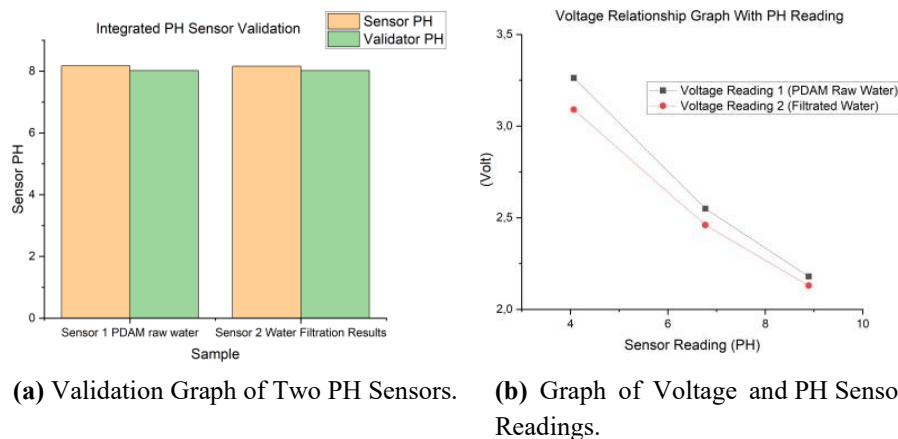 Integrated PH Sensor Validation
Sensor PH
Validator PH
8
6
4
2
0
Sensor PH
Sensor 1 PDAM raw water
Sensor 2 Water Filtration Results
Sample
(a) Validation Graph of Two PH Sensors.
Voltage Relationship Graph With PH Reading
3,5
3,0
2,5
2,0
(Volt)
Voltage Reading 1 (PDAM Raw Water)
Voltage Reading 2 (Filtrated Water)
4
6
8
10
Sensor Reading (PH)
(b) Graph of Voltage and PH Senso
Readings.